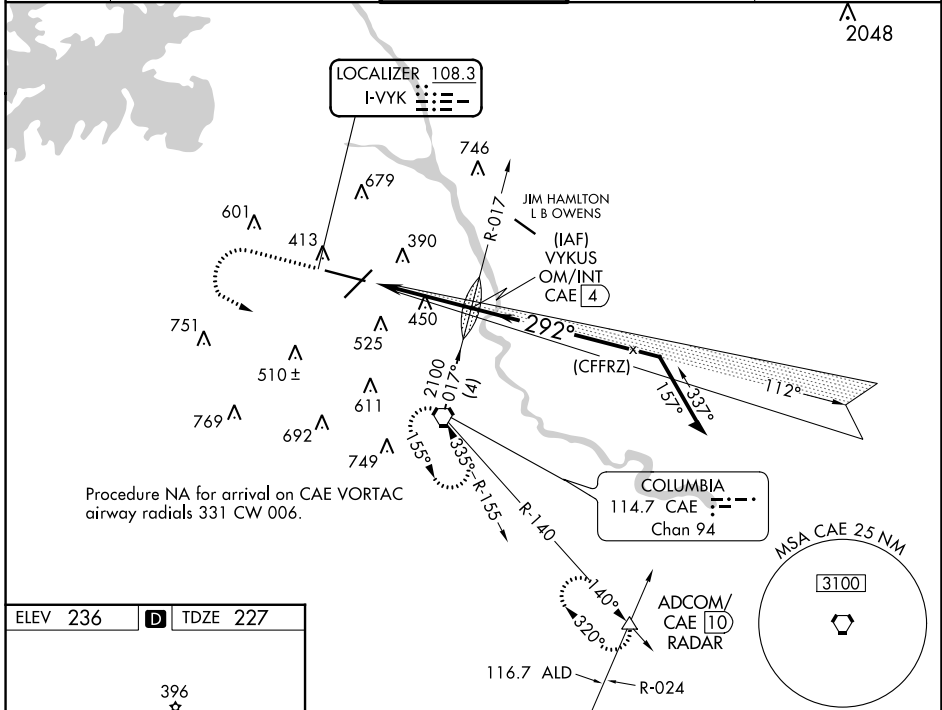 2048
LOCALIZER 108.3
I-VYK
746
679
JIM HAMLTON
L B OWENS
601
R-017
(IAF)
VYKUS
OM/INT
CAE 4
413
390
450
292°
751
525
(CFFRZ)
510 ±
2100
017°
(4)
112°
337°
157°
611
769
692
749
155°
335°
R-155
R-140
COLUMBIA
114.7 CAE
Chan 94
Procedure NA for arrival on CAE VORTAC
airway radials 331 CW 006.
MSA CAE 25 NM
3100
140°
320°
ADCOM/
CAE 10
RADAR
116.7 ALD
R-024
ELEV 236 D TDZE 227
396